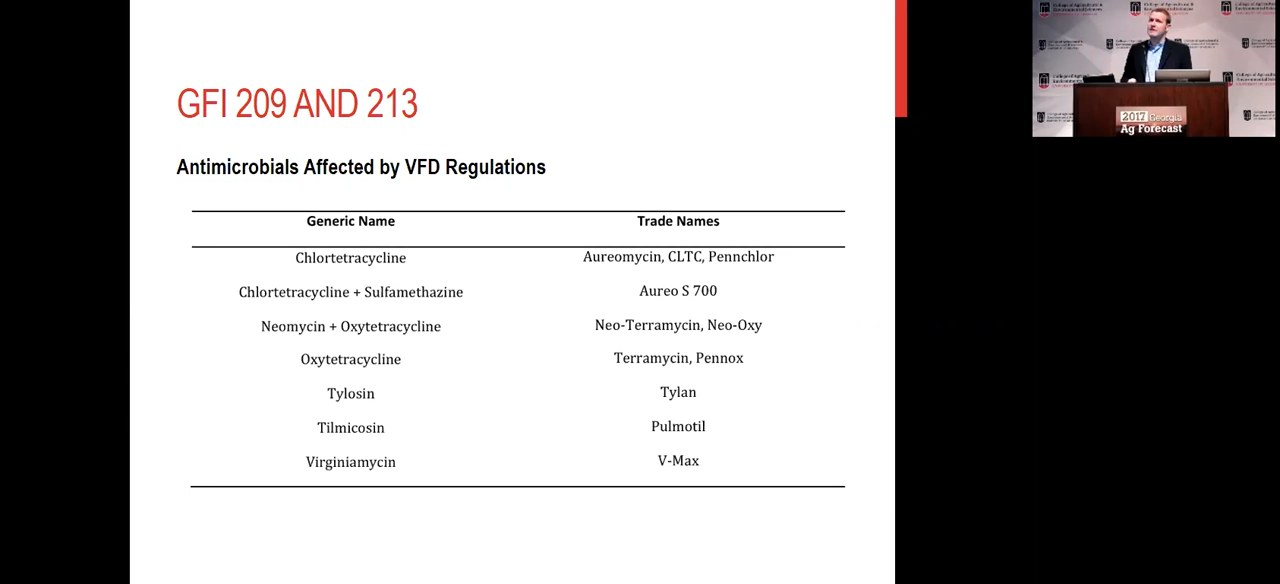 GFI 209 AND 213
Antimicrobials Affected by VFD Regulations
Generic Name Trade Names
Chlortetracycline Aureomycin, CLTC, Pennchlor
Chlortetracycline + Sulfamethazine Aureo S 700
Neomycin + Oxytetracycline Neo-Terramycin, Neo-Oxy
Oxytetracycline Terramycin, Pennox
Tylosin Tylan
Tilmicosin Pulmotil
Virginiamycin V-Max
2017 Georgia
Ag Forecast